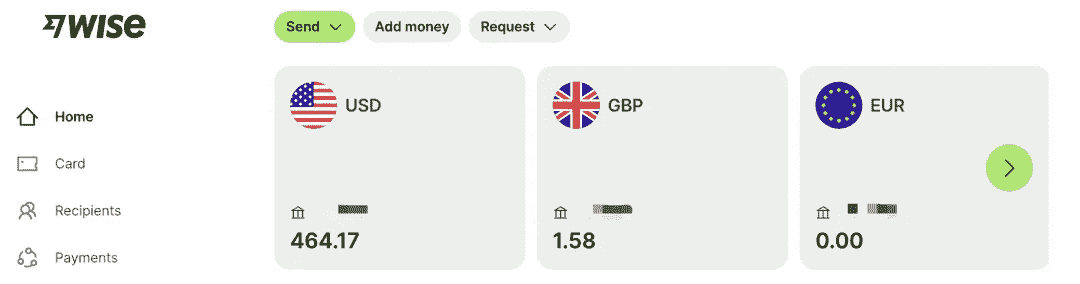 WISE
Send
Add money
Request
Home
Card
Recipients
Payments
USD
464.17
GBP
1.58
EUR
0.00